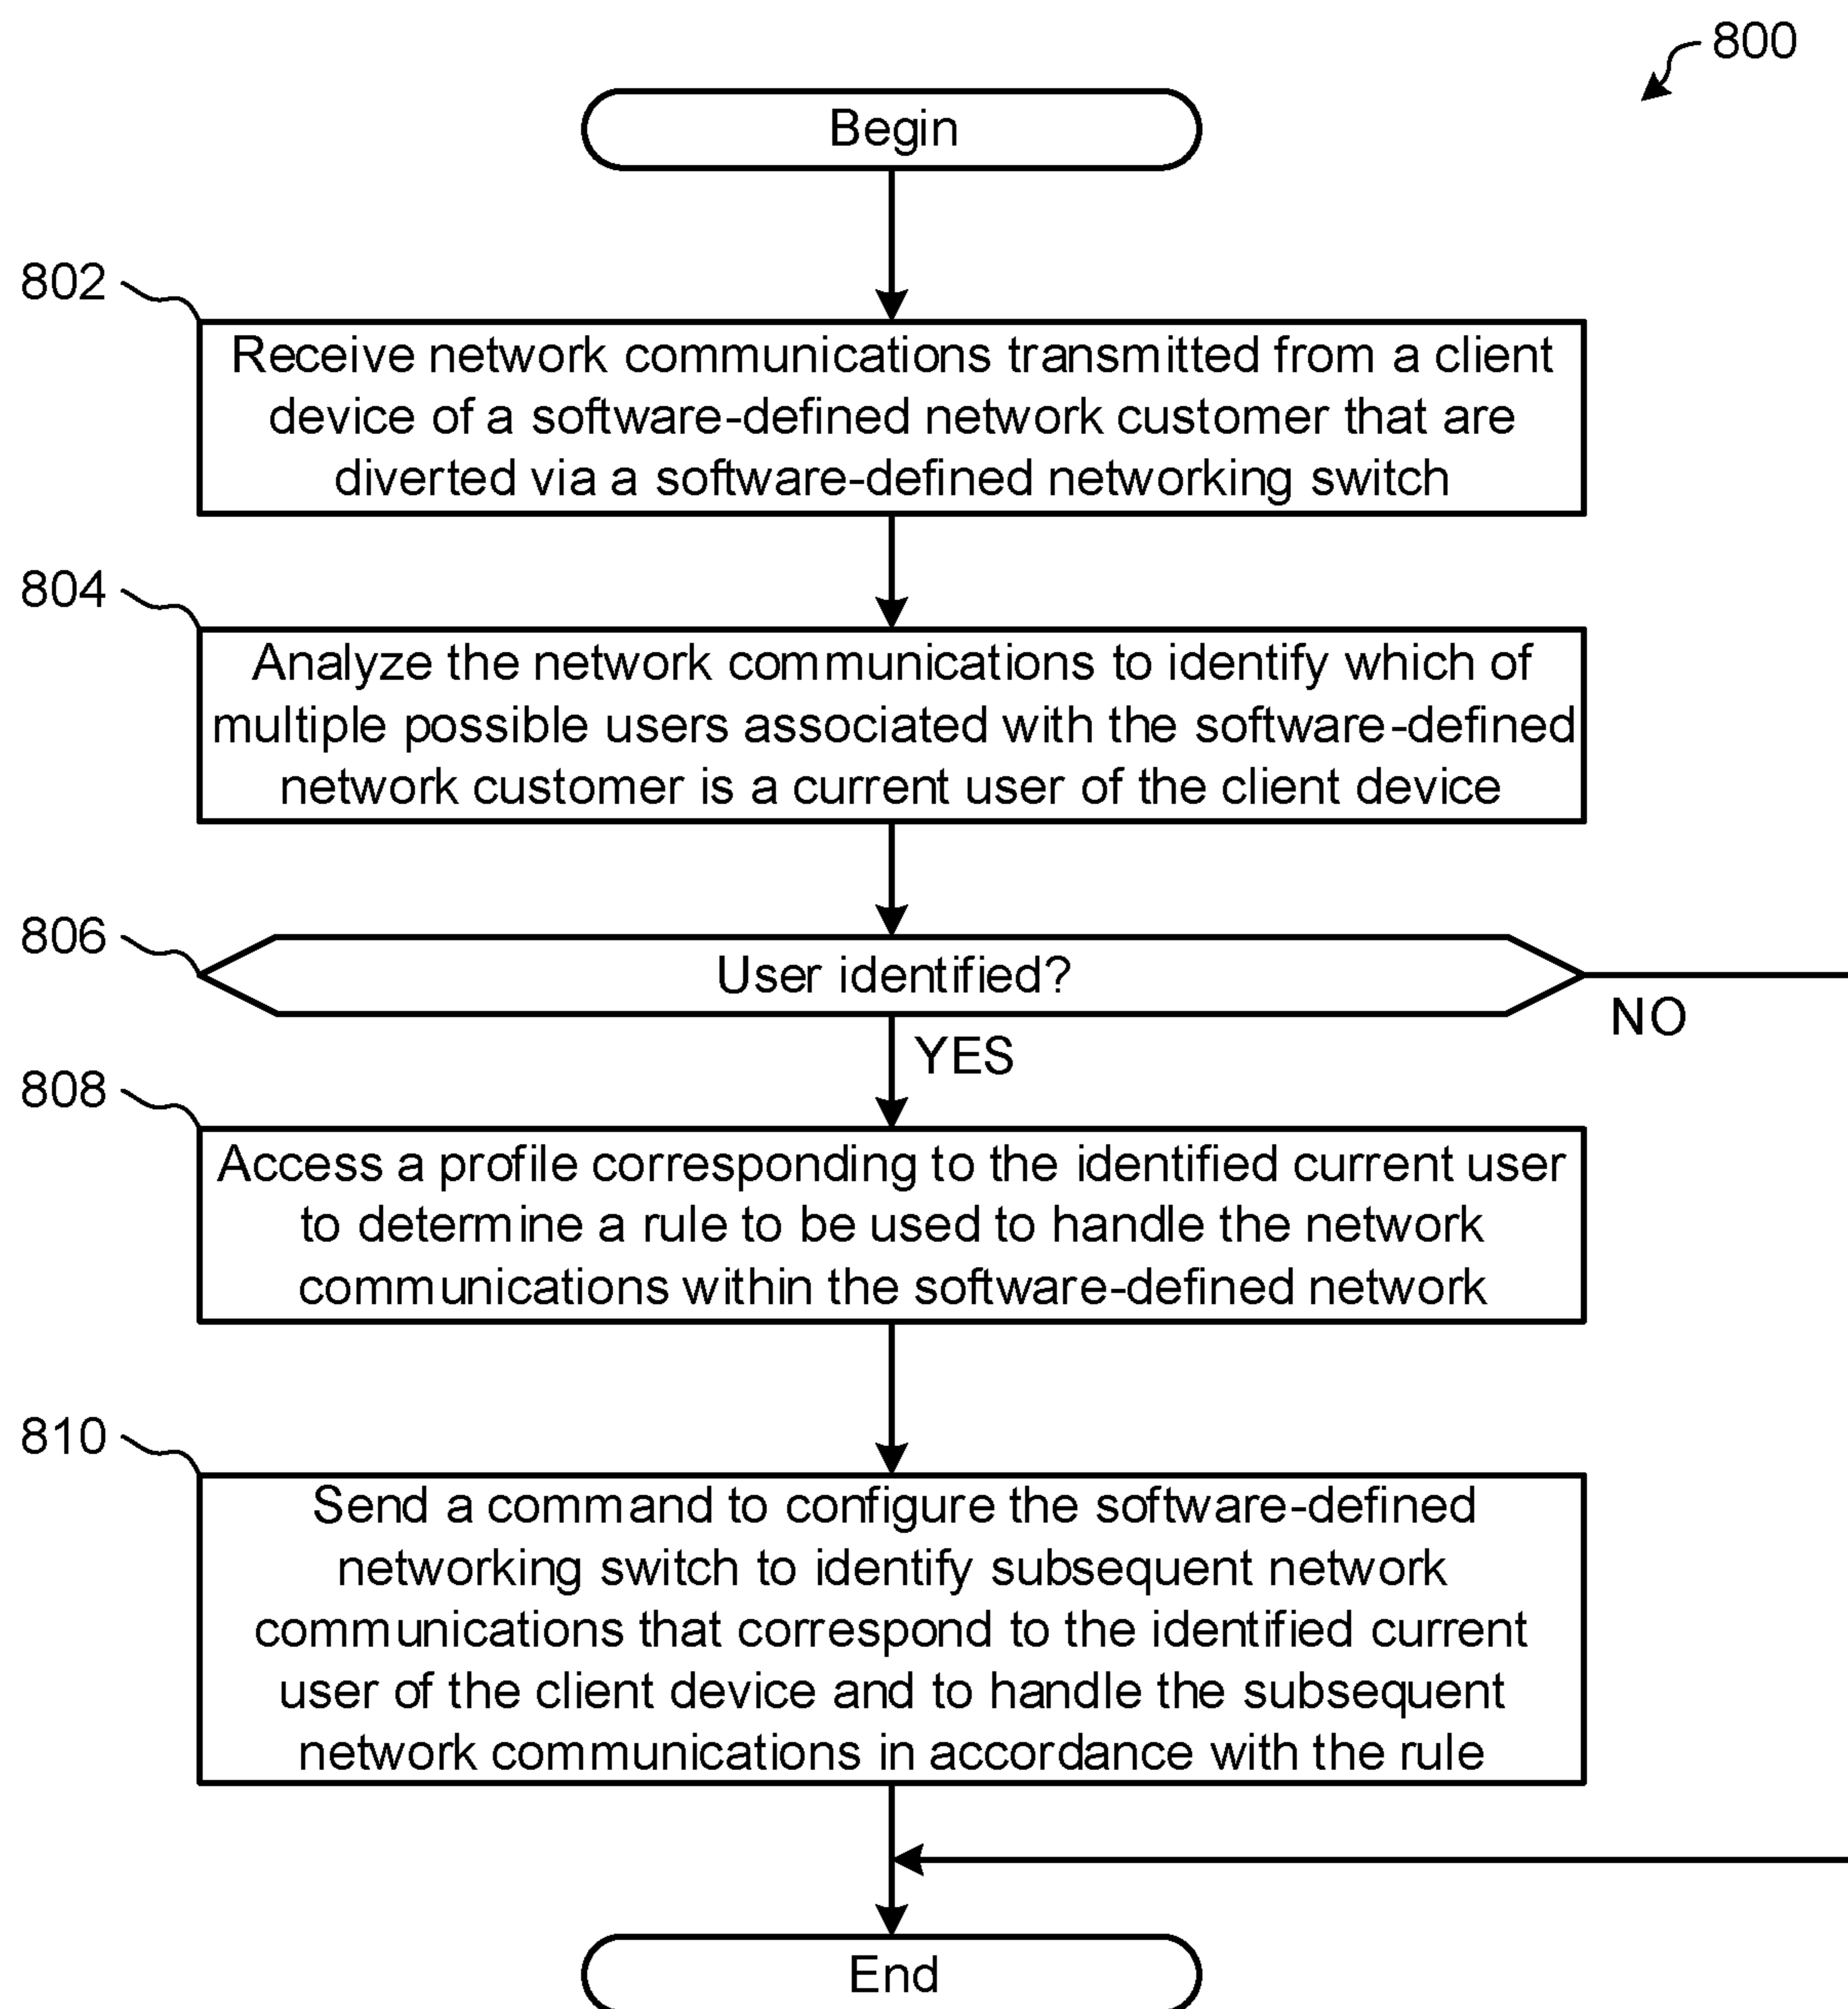 800
Begin
802
Receive network communications transmitted from a client
device of a software-defined network customer that are
diverted via a software-defined networking switch
804
Analyze the network communications to identify which of
multiple possible users associated with the software-defined
network customer is a current user of the client device
806
User identified?
NO
YES
808
Access a profile corresponding to the identified current user
to determine a rule to be used to handle the network
communications within the software-defined network
810
Send a command to configure the software-defined
networking switch to identify subsequent network
communications that correspond to the identified current
user of the client device and to handle the subsequent
network communications in accordance with the rule
End